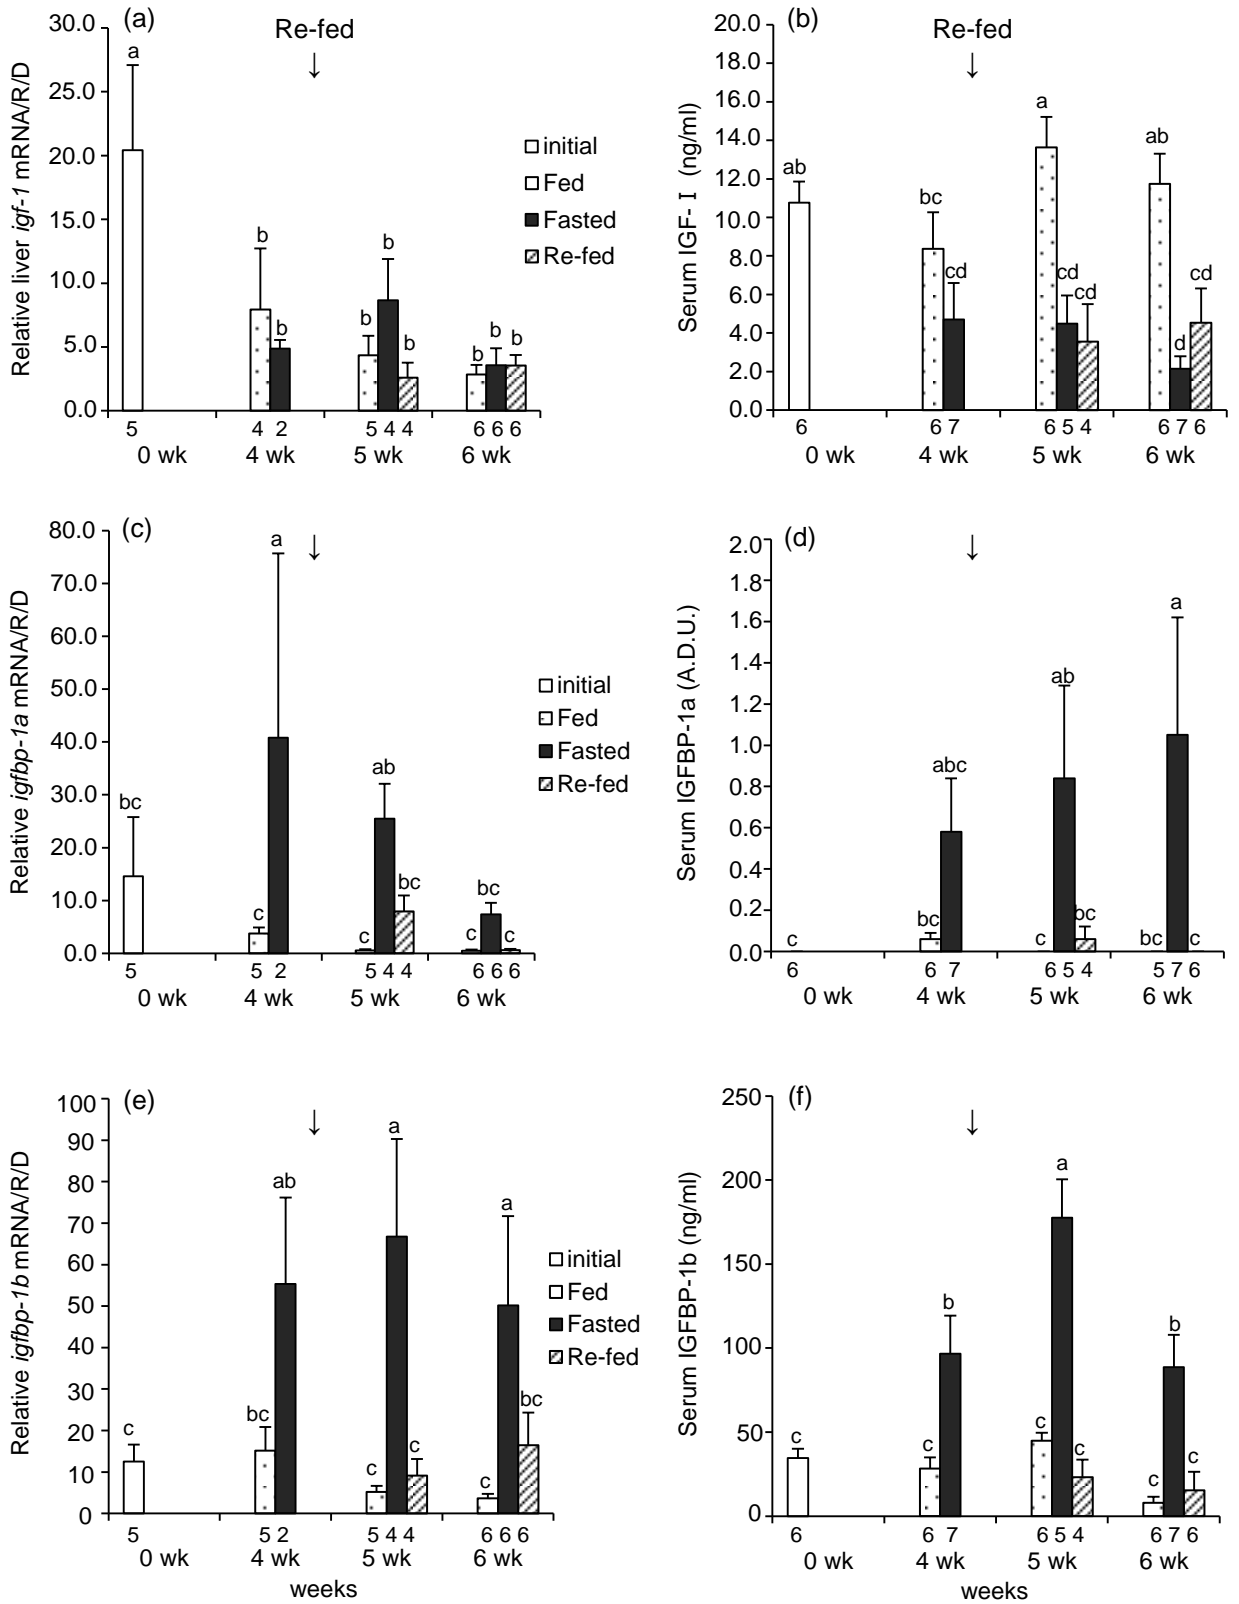 (a)
Re-fed
↓
Relative liver igf-1 mRNA/R/D
30.0
25.0
20.0
15.0
10.0
5.0
0.0
a
b
b
b
b
b
b
b
b
initial
Fed
Fasted
Re-fed
5
4 2
5 4 4
6 6 6
0 wk
4 wk
5 wk
6 wk
(b)
Re-fed
↓
Serum IGF-Ⅰ (ng/ml)
20.0
18.0
16.0
14.0
12.0
10.0
8.0
6.0
4.0
2.0
0.0
ab
bc
cd
a
cd
cd
ab
d
cd
6
6 7
6 5 4
6 7 6
0 wk
4 wk
5 wk
6 wk
(c)
↓
Relative igfbp-1a mRNA/R/D
80.0
70.0
60.0
50.0
40.0
30.0
20.0
10.0
0.0
bc
c
a
c
ab
bc
c
bc
c
initial
Fed
Fasted
Re-fed
5
5 2
5 4 4
6 6 6
0 wk
4 wk
5 wk
6 wk
(d)
↓
Serum IGFBP-1a (A.D.U.)
2.0
1.8
1.6
1.4
1.2
1.0
0.8
0.6
0.4
0.2
0.0
c
bc
abc
c
ab
bc
bc
a
c
6
6 7
6 5 4
5 7 6
0 wk
4 wk
5 wk
6 wk
(e)
↓
Relative igfbp-1b mRNA/R/D
100
90
80
70
60
50
40
30
20
10
0
c
bc
ab
c
a
c
c
a
bc
initial
Fed
Fasted
Re-fed
5
5 2
5 4 4
6 6 6
0 wk
4 wk
5 wk
6 wk
weeks
(f)
↓
Serum IGFBP-1b (ng/ml)
250
200
150
100
50
0
c
c
b
c
a
c
c
b
c
6
6 7
6 5 4
6 7 6
0 wk
4 wk
5 wk
6 wk
weeks